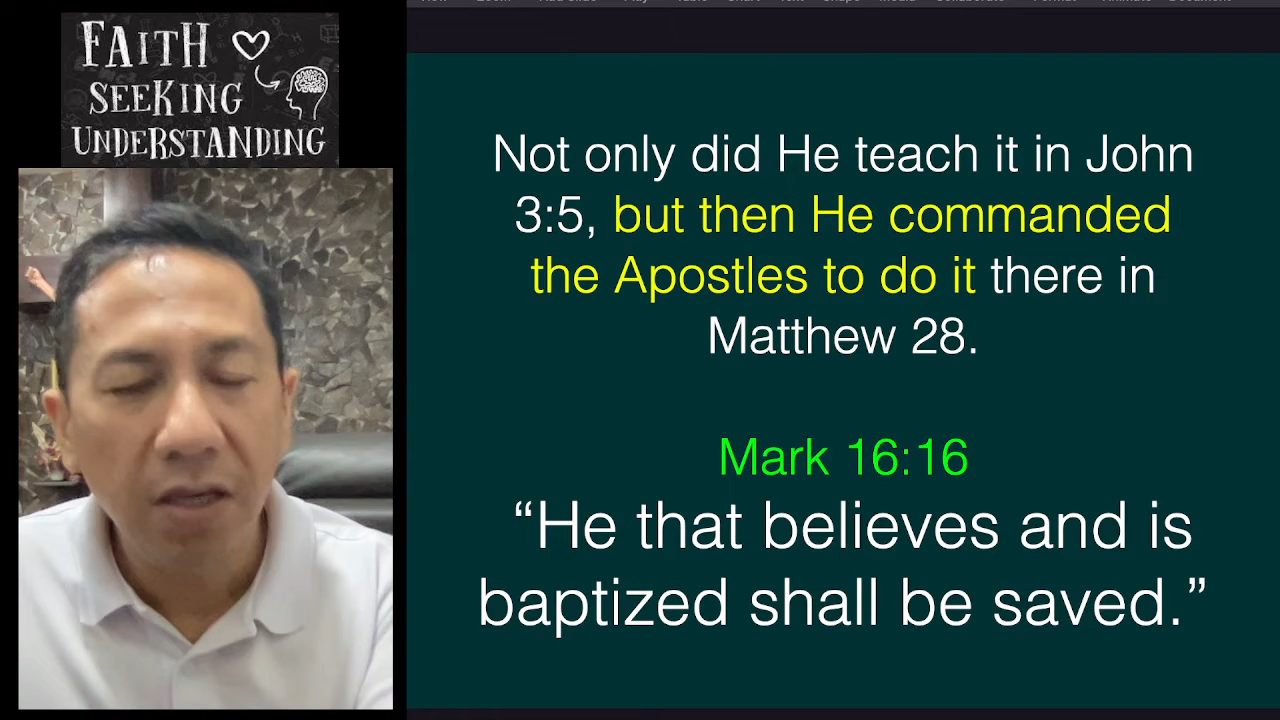 FAITH
SEEKING
UNDERSTANDING
Not only did He teach it in John
3:5, but then He commanded
the Apostles to do it there in
Matthew 28.
Mark 16:16
“He that believes and is
baptized shall be saved.”